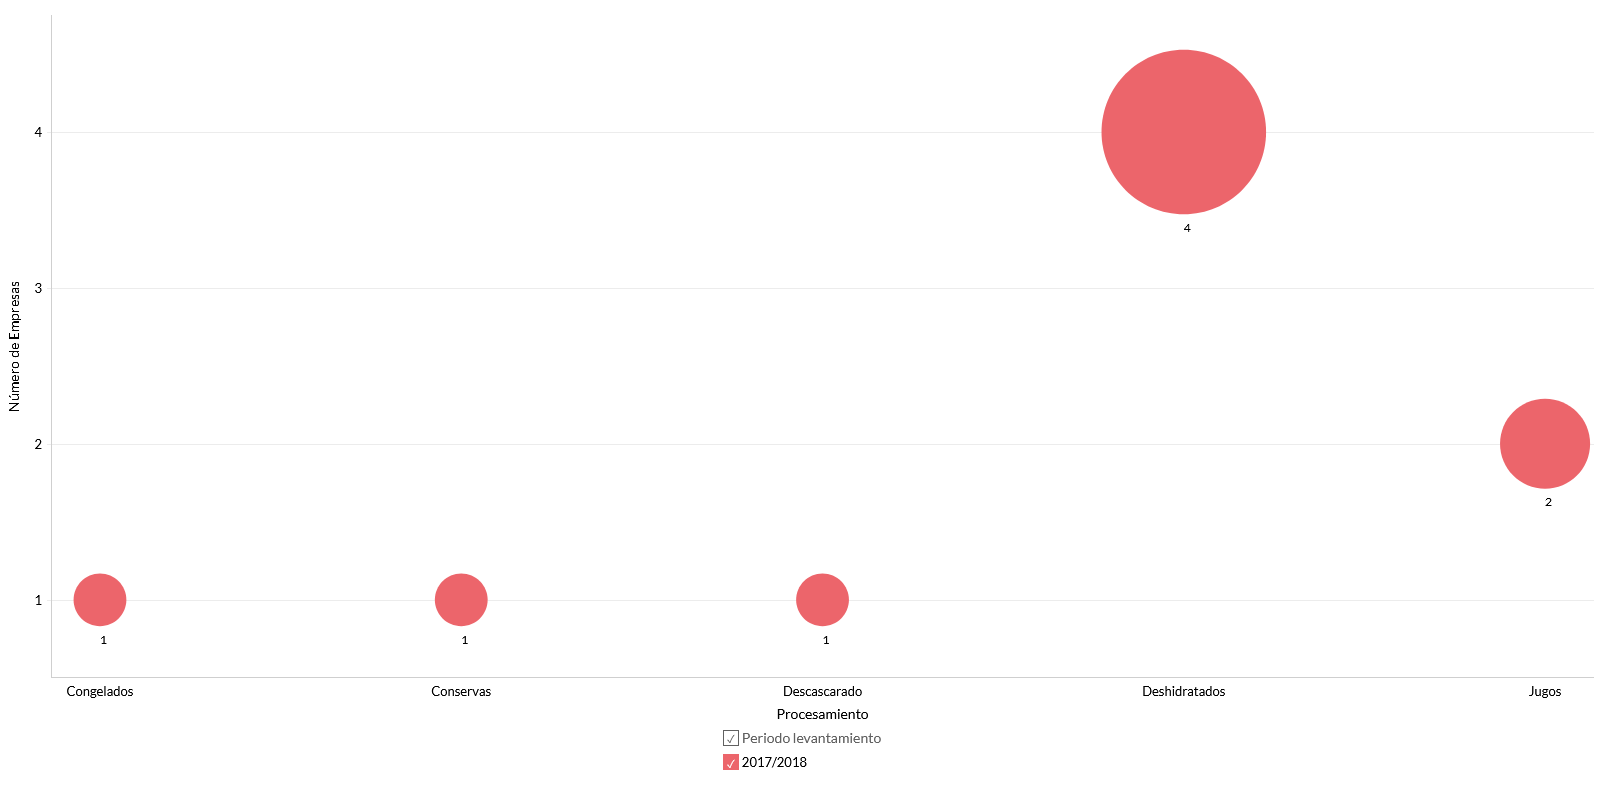 Número de Empresas
4
3
2
1
4
2
1
1
1
Congelados
Conservas
Descascarado
Deshidratados
Jugos
Procesamiento
Periodo levantamiento
2017/2018